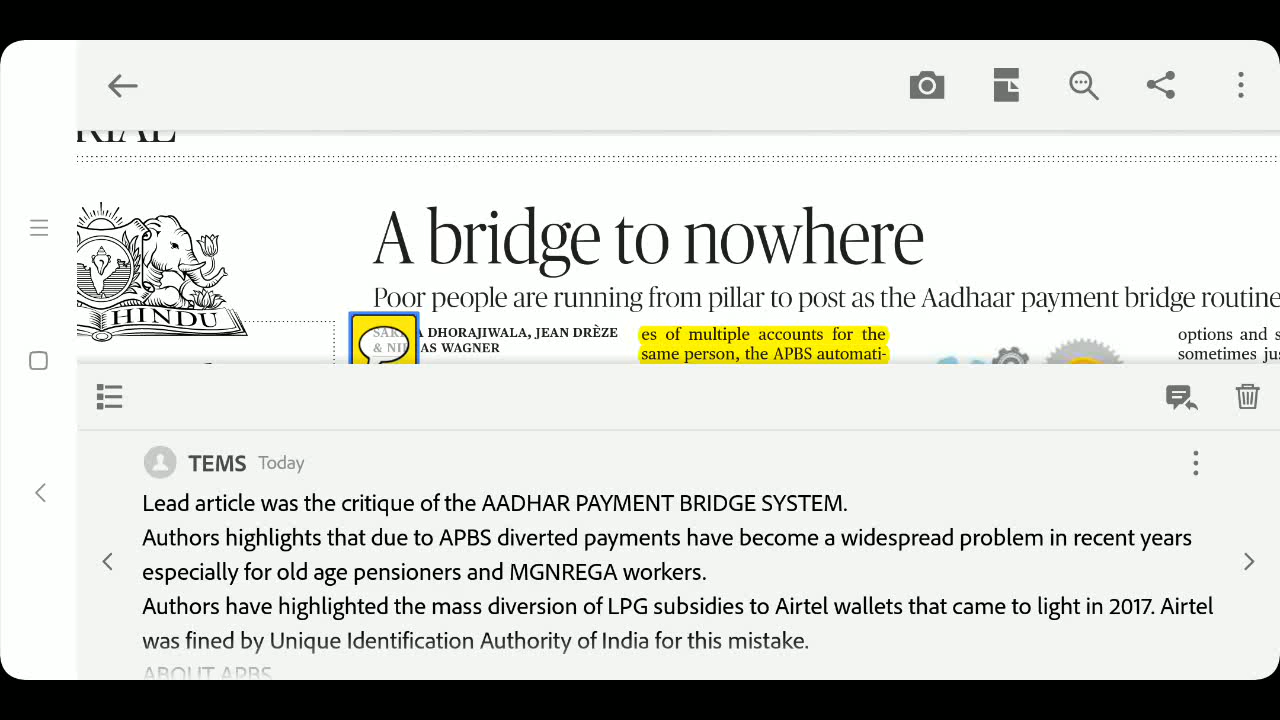 RIAL
HINDU
A bridge to nowhere
Poor people are running from pillar to post as the Aadhaar payment bridge routine
A DHORAJIWALA, JEAN DRÈZE
& NI AS WAGNER
es of multiple accounts for the
same person, the APBS automati-
options and s
sometimes jus
TEMS Today
Lead article was the critique of the AADHAR PAYMENT BRIDGE SYSTEM.
Authors highlights that due to APBS diverted payments have become a widespread problem in recent years
especially for old age pensioners and MGNREGA workers.
Authors have highlighted the mass diversion of LPG subsidies to Airtel wallets that came to light in 2017. Airtel
was fined by Unique Identification Authority of India for this mistake.
ABOUT APBS